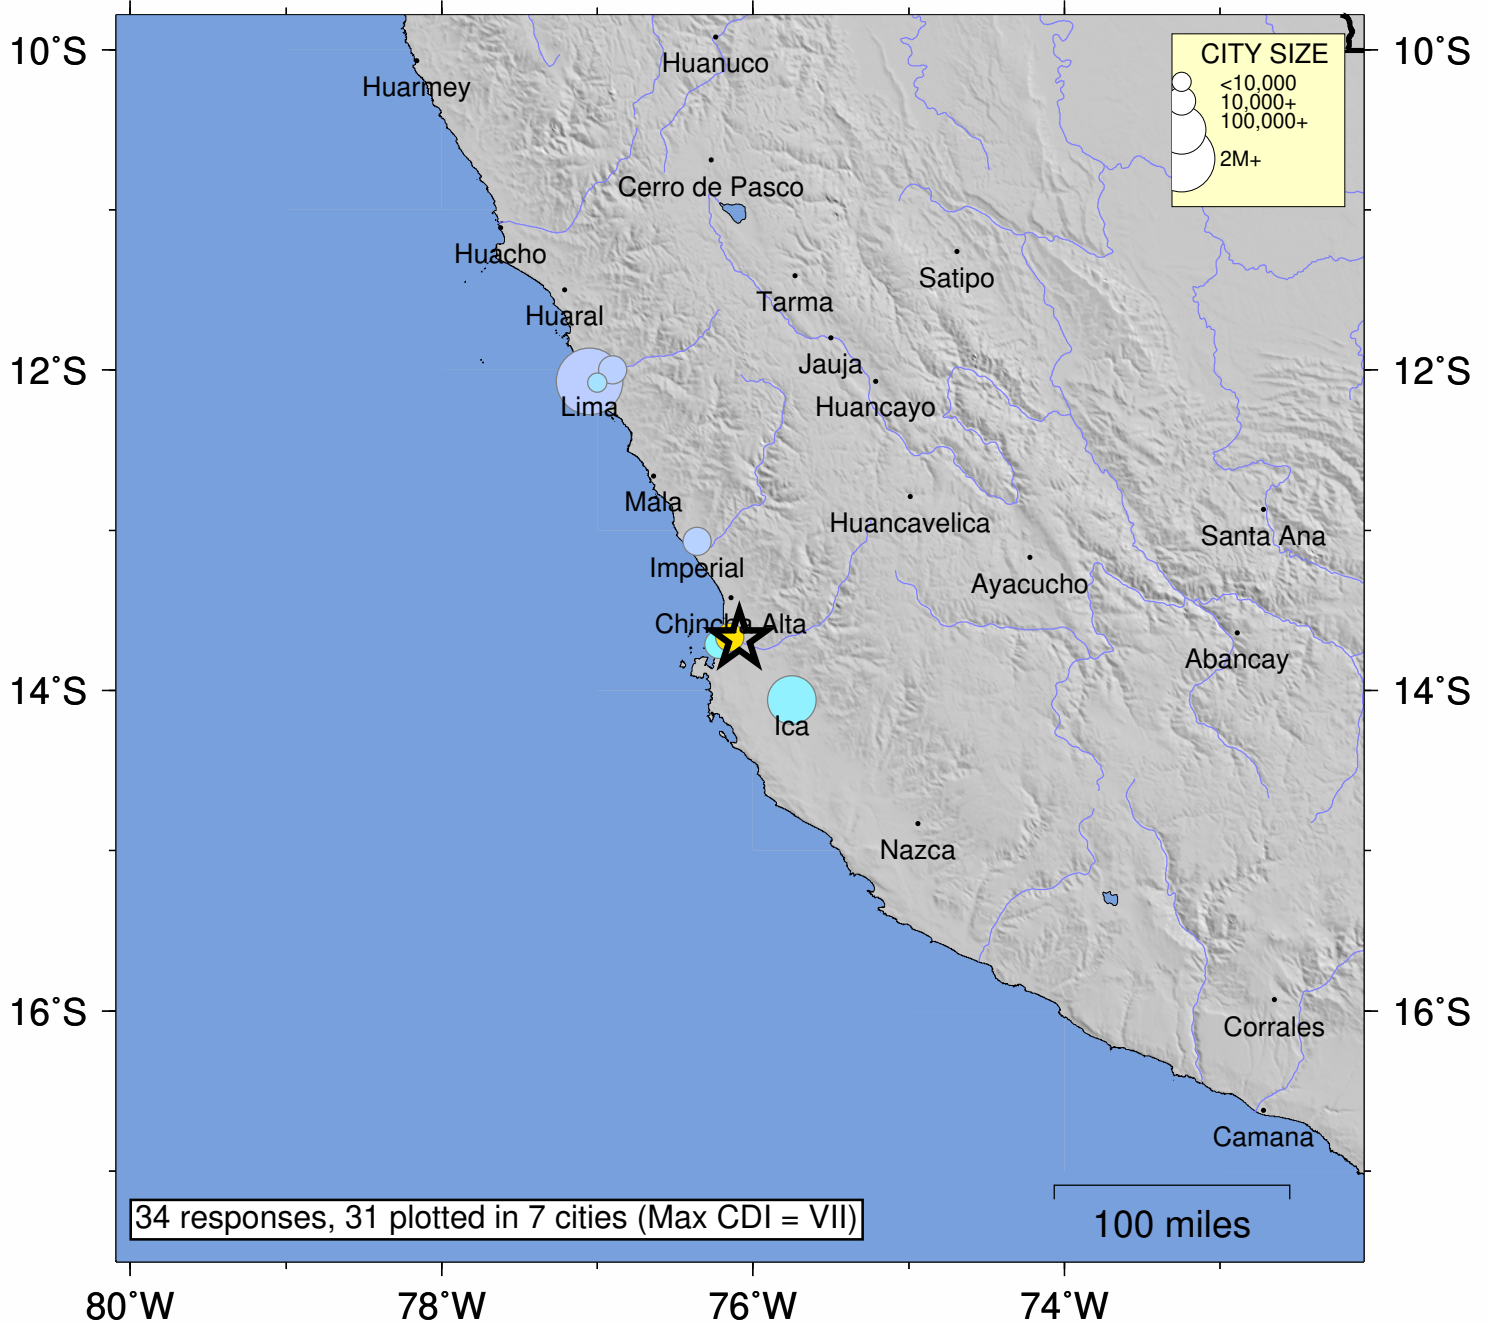 10°S
10°S
Huanuco
CITY SIZE
<10,000
10,000+
100,000+
2M+
Huarmey
Cerro de Pasco
Huacho
Satipo
Tarma
Huaral
12°S
12°S
Jauja
Lima
Huancayo
Mala
Huancavelica
Santa Ana
Imperial
Ayacucho
Chincha Alta
Abancay
14°S
14°S
Ica
Nazca
16°S
16°S
Corrales
Camana
34 responses, 31 plotted in 7 cities (Max CDI = VII)
100 miles
80°W
78°W
76°W
74°W